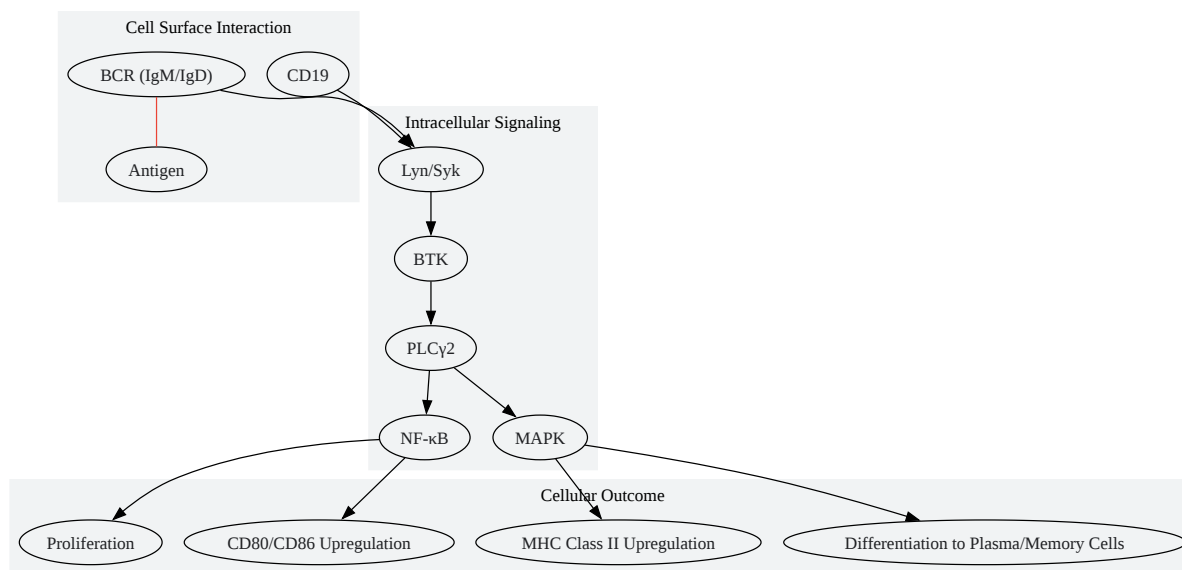 Cell Surface Interaction
BCR (IgM/IgD)
CD19
Antigen
Intracellular Signaling
Lyn/Syk
BTK
PLCγ2
NF-κB
MAPK
Cellular Outcome
Proliferation
CD80/CD86 Upregulation
MHC Class II Upregulation
Differentiation to Plasma/Memory Cells